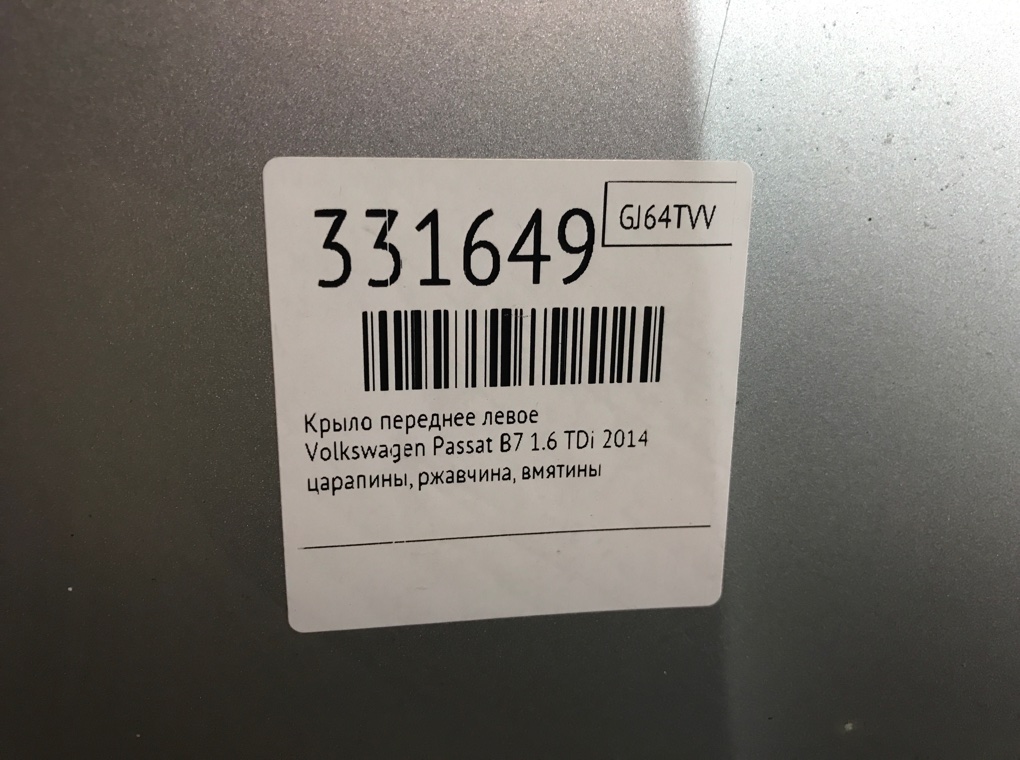 331649
GJ64TVV
Крыло переднее левое
Volkswagen Passat B7 1.6 TDi 2014
царапины, ржавчина, вмятины